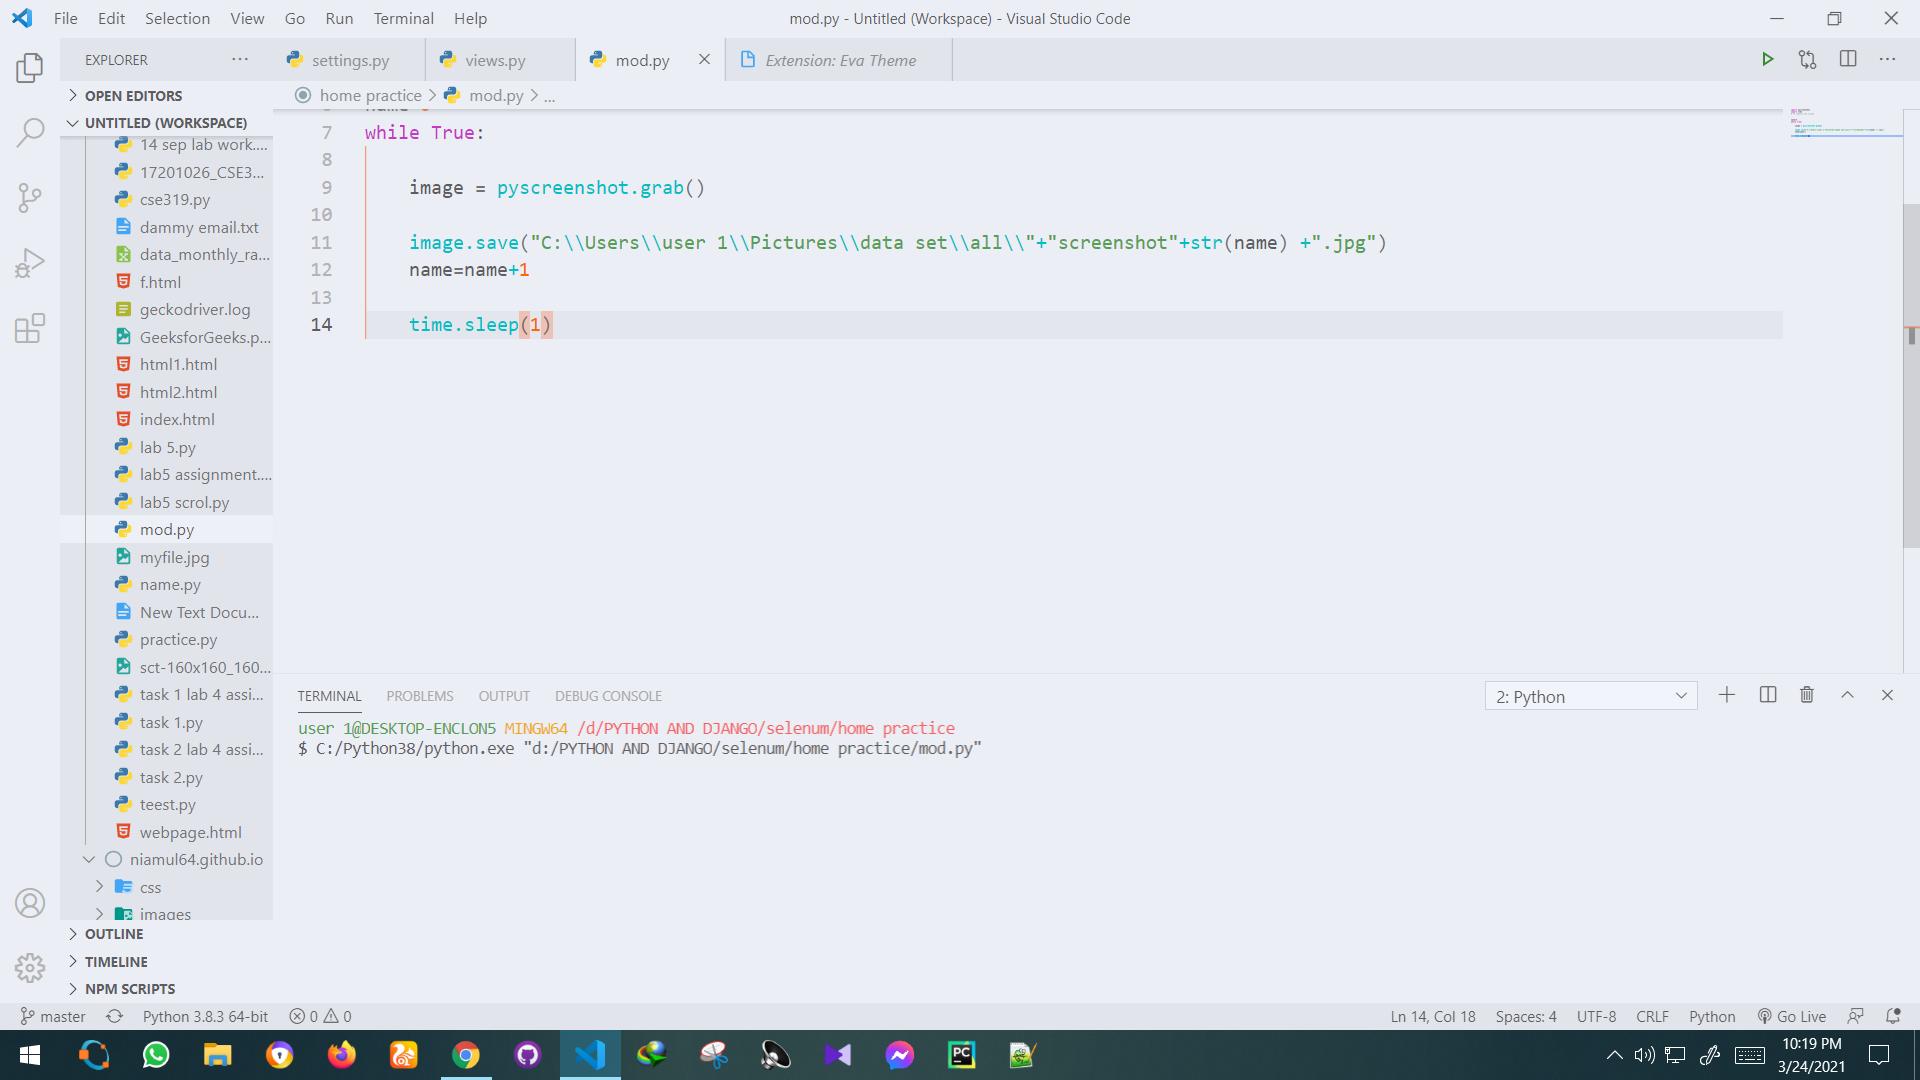 File Edit Selection View Go Run Terminal Help
mod.py - Untitled (Workspace) - Visual Studio Code
EXPLORER
settings.py
views.py
mod.py
Extension: Eva Theme
home practice > mod.py > ...
OPEN EDITORS
UNTITLED (WORKSPACE)
14 sep lab work....
17201026_CSE3...
cse319.py
dammy email.txt
data_monthly_ra...
f.html
geckodriver.log
GeeksforGeeks.p...
html1.html
html2.html
index.html
lab 5.py
lab5 assignment....
lab5 scrol.py
mod.py
myfile.jpg
name.py
New Text Docu...
practice.py
sct-160x160_160...
task 1 lab 4 assi...
task 1.py
task 2 lab 4 assi...
task 2.py
teest.py
webpage.html
niamul64.github.io
css
images
OUTLINE
TIMELINE
NPM SCRIPTS
7 while True:
8
9 image = pyscreenshot.grab()
10
11 image.save("C:\\Users\\user 1\\Pictures\\data set\\all\\"+"screenshot"+str(name) +".jpg")
12 name=name+1
13
14 time.sleep(1)
TERMINAL PROBLEMS OUTPUT DEBUG CONSOLE
2: Python
user 1@DESKTOP-ENCLON5 MINGW64 /d/PYTHON AND DJANGO/selenum/home practice
$ C:/Python38/python.exe "d:/PYTHON AND DJANGO/selenum/home practice/mod.py"
master
Python 3.8.3 64-bit
0 0
Ln 14, Col 18
Spaces: 4
UTF-8
CRLF
Python
Go Live
PC
10:19 PM
3/24/2021